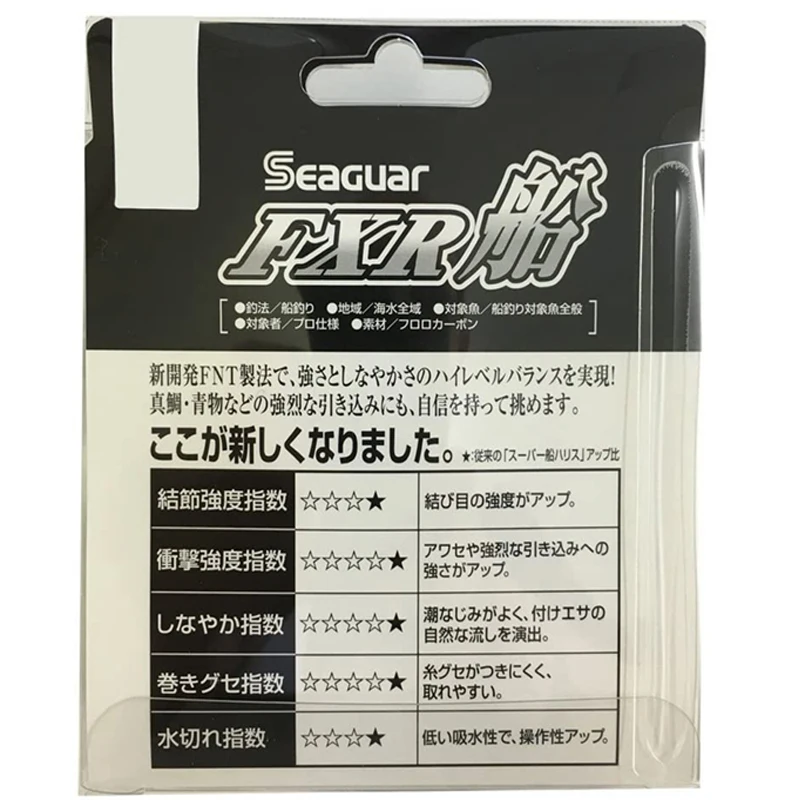 Seaguar
FXR船
●釣法／船釣り ●地域／海水全域 ●対象魚／船釣り対象魚全般
●対象者／プロ仕様 ●素材／フロロカーボン
新開発FNT製法で、強さとしなやかさのハイレベルバランスを実現!
真鯛・青物などの強烈な引き込みにも、自信を持って挑めます。
ここが新しくなりました。 ★:従来の「スーパー船ハリス」アップ比
結節強度指数 ☆☆☆★ 結び目の強度がアップ。
衝撃強度指数 ☆☆☆☆★ アワセや強烈な引き込みへの
強さがアップ。
しなやか指数 ☆☆☆☆★ 潮なじみがよく、付けエサの
自然な流しを演出。
巻きグセ指数 ☆☆☆☆★ 糸グセがつきにくく、
取れやすい。
水切れ指数 ☆☆☆★ 低い吸水性で、操作性アップ。